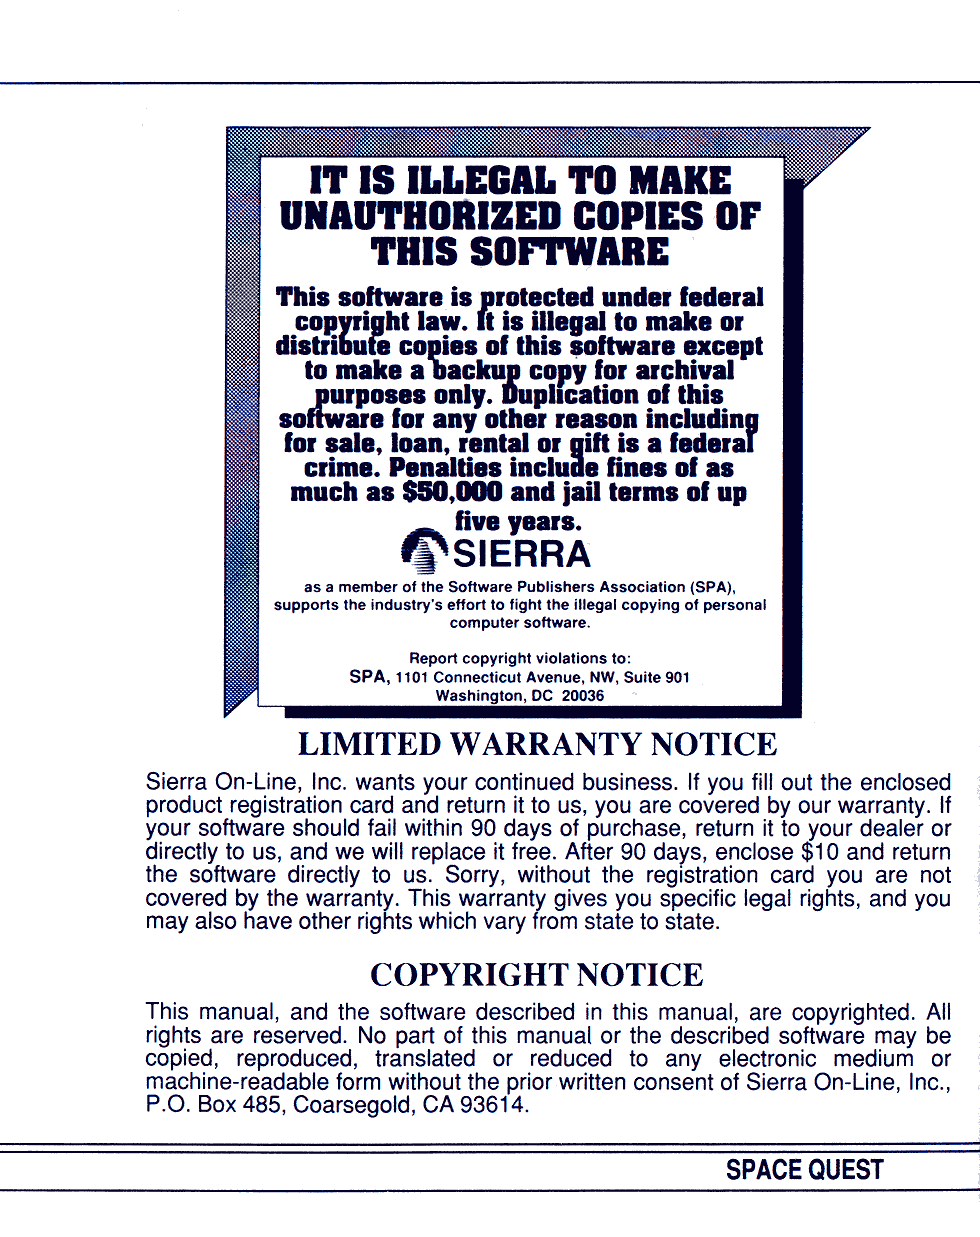 IT IS ILLEGAL TO MAKE
UNAUTHORIZED COPIES OF
THIS SOFTWARE
This software is protected under federal
copyright law. It is illegal to make or
distribute copies of this software except
to make a backup copy for archival
purposes only. Duplication of this
software for any other reason including
for sale, loan, rental or gift is a federal
crime. Penalties include fines of as
much as $50,000 and jail terms of up
five years.
SIERRA
as a member of the Software Publishers Association (SPA),
supports the industry's effort to fight the illegal copying of personal
computer software.
Report copyright violations to:
SPA, 1101 Connecticut Avenue, NW, Suite 901
Washington, DC 20036
LIMITED WARRANTY NOTICE
Sierra On-Line, Inc. wants your continued business. If you fill out the enclosed
product registration card and return it to us, you are covered by our warranty. If
your software should fail within 90 days of purchase, return it to your dealer or
directly to us, and we will replace it free. After 90 days, enclose $10 and return
the software directly to us. Sorry, without the registration card you are not
covered by the warranty. This warranty gives you specific legal rights, and you
may also have other rights which vary from state to state.
COPYRIGHT NOTICE
This manual, and the software described in this manual, are copyrighted. All
rights are reserved. No part of this manual or the described software may be
copied, reproduced, translated or reduced to any electronic medium or
machine-readable form without the prior written consent of Sierra On-Line, Inc.,
P.O. Box 485, Coarsegold, CA 93614.
SPACE QUEST